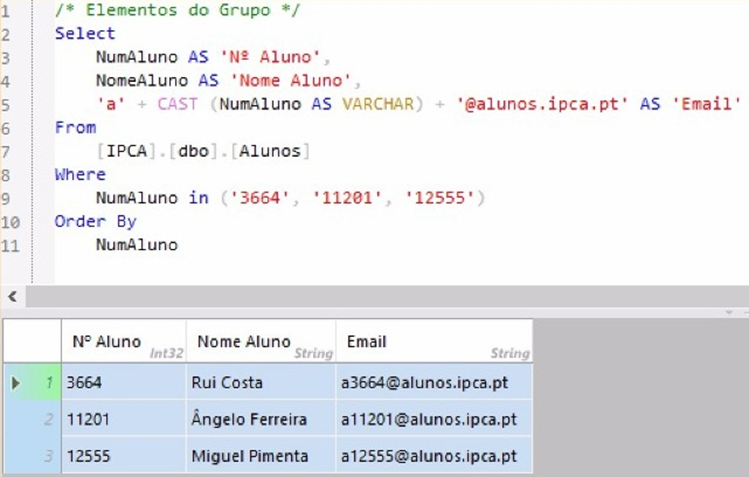 1 /* Elementos do Grupo */
2 Select
3 NumAluno AS 'Nº Aluno',
4 NomeAluno AS 'Nome Aluno',
5 'a' + CAST (NumAluno AS VARCHAR) + '@alunos.ipca.pt' AS 'Email'
6 From
7 [IPCA].[dbo].[Alunos]
8 Where
9 NumAluno in ('3664', '11201', '12555')
10 Order By
11 NumAluno
Nº Aluno Int32 Nome Aluno String Email String
1 3664 Rui Costa a3664@alunos.ipca.pt
2 11201 Ângelo Ferreira a11201@alunos.ipca.pt
3 12555 Miguel Pimenta a12555@alunos.ipca.pt